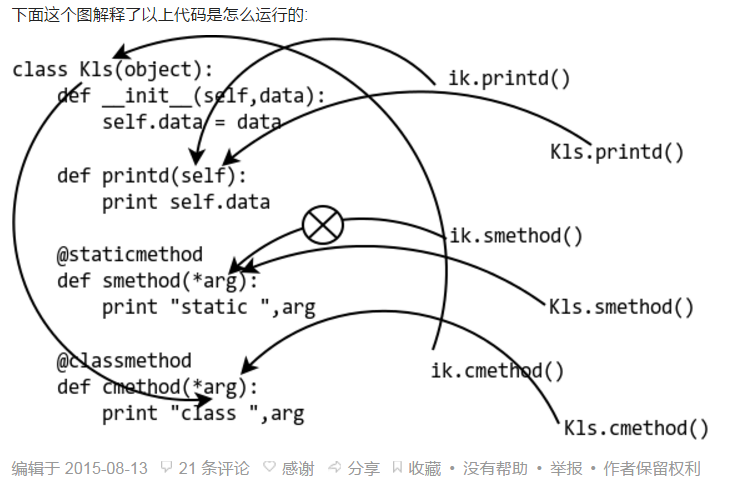 下面这个图解释了以上代码是怎么运行的:
class Kls(object):
def __init__(self,data):
self.data = data
def printd(self):
print self.data
@staticmethod
def smethod(*arg):
print "static ",arg
@classmethod
def cmethod(*arg):
print "class ",arg
ik.printd()
Kls.printd()
ik.smethod()
Kls.smethod()
ik.cmethod()
Kls.cmethod()
编辑于 2015-08-13 21 条评论 感谢 分享 收藏 • 没有帮助 • 举报 • 作者保留权利